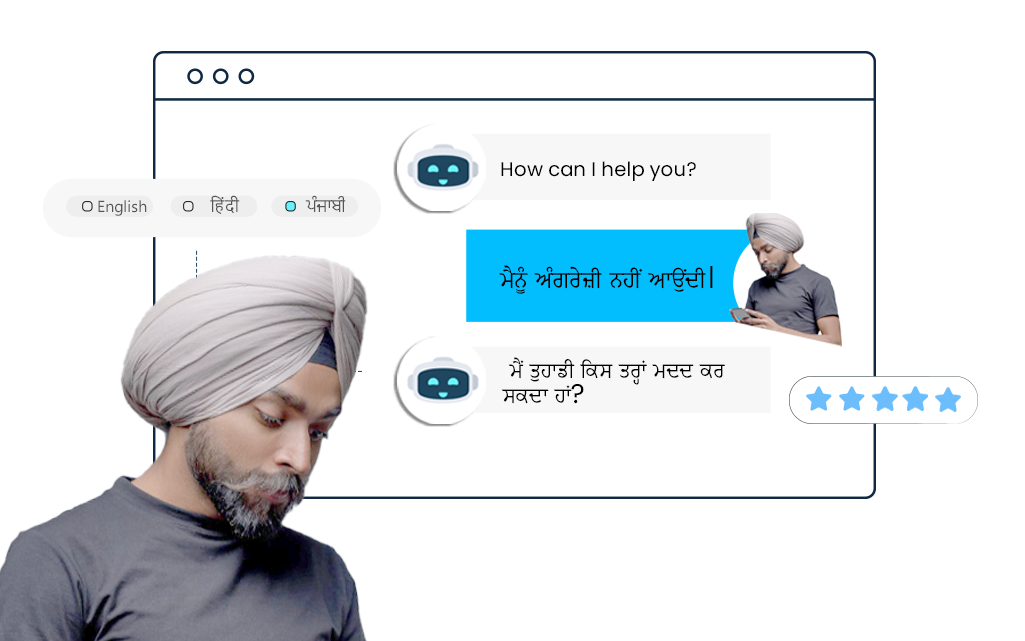 How can I help you?
English हिंदी ਪੰਜਾਬੀ
ਮੈਨੂੰ ਅੰਗਰੇਜ਼ੀ ਨਹੀਂ ਆਉਂਦੀ|
ਮੈਂ ਤੁਹਾਡੀ ਕਿਸ ਤਰ੍ਹਾਂ ਮਦਦ ਕਰ
ਸਕਦਾ ਹਾਂ?